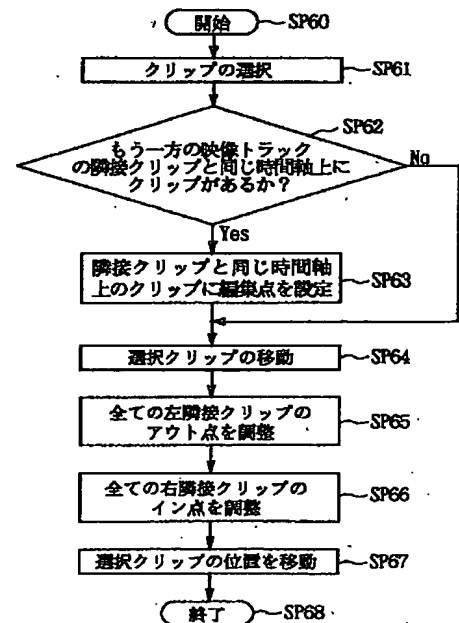 開始 SP60
クリップの選択 SP61
SP62
もう一方の映像トラック
の隣接クリップと同じ時間軸上に
クリップがあるか？
No
Yes
隣接クリップと同じ時間軸
上のクリップに編集点を設定
SP63
選択クリップの移動 SP64
全ての左隣接クリップの
アウト点を調整
SP65
全ての右隣接クリップの
イン点を調整
SP66
選択クリップの位置を移動 SP67
終了 SP68